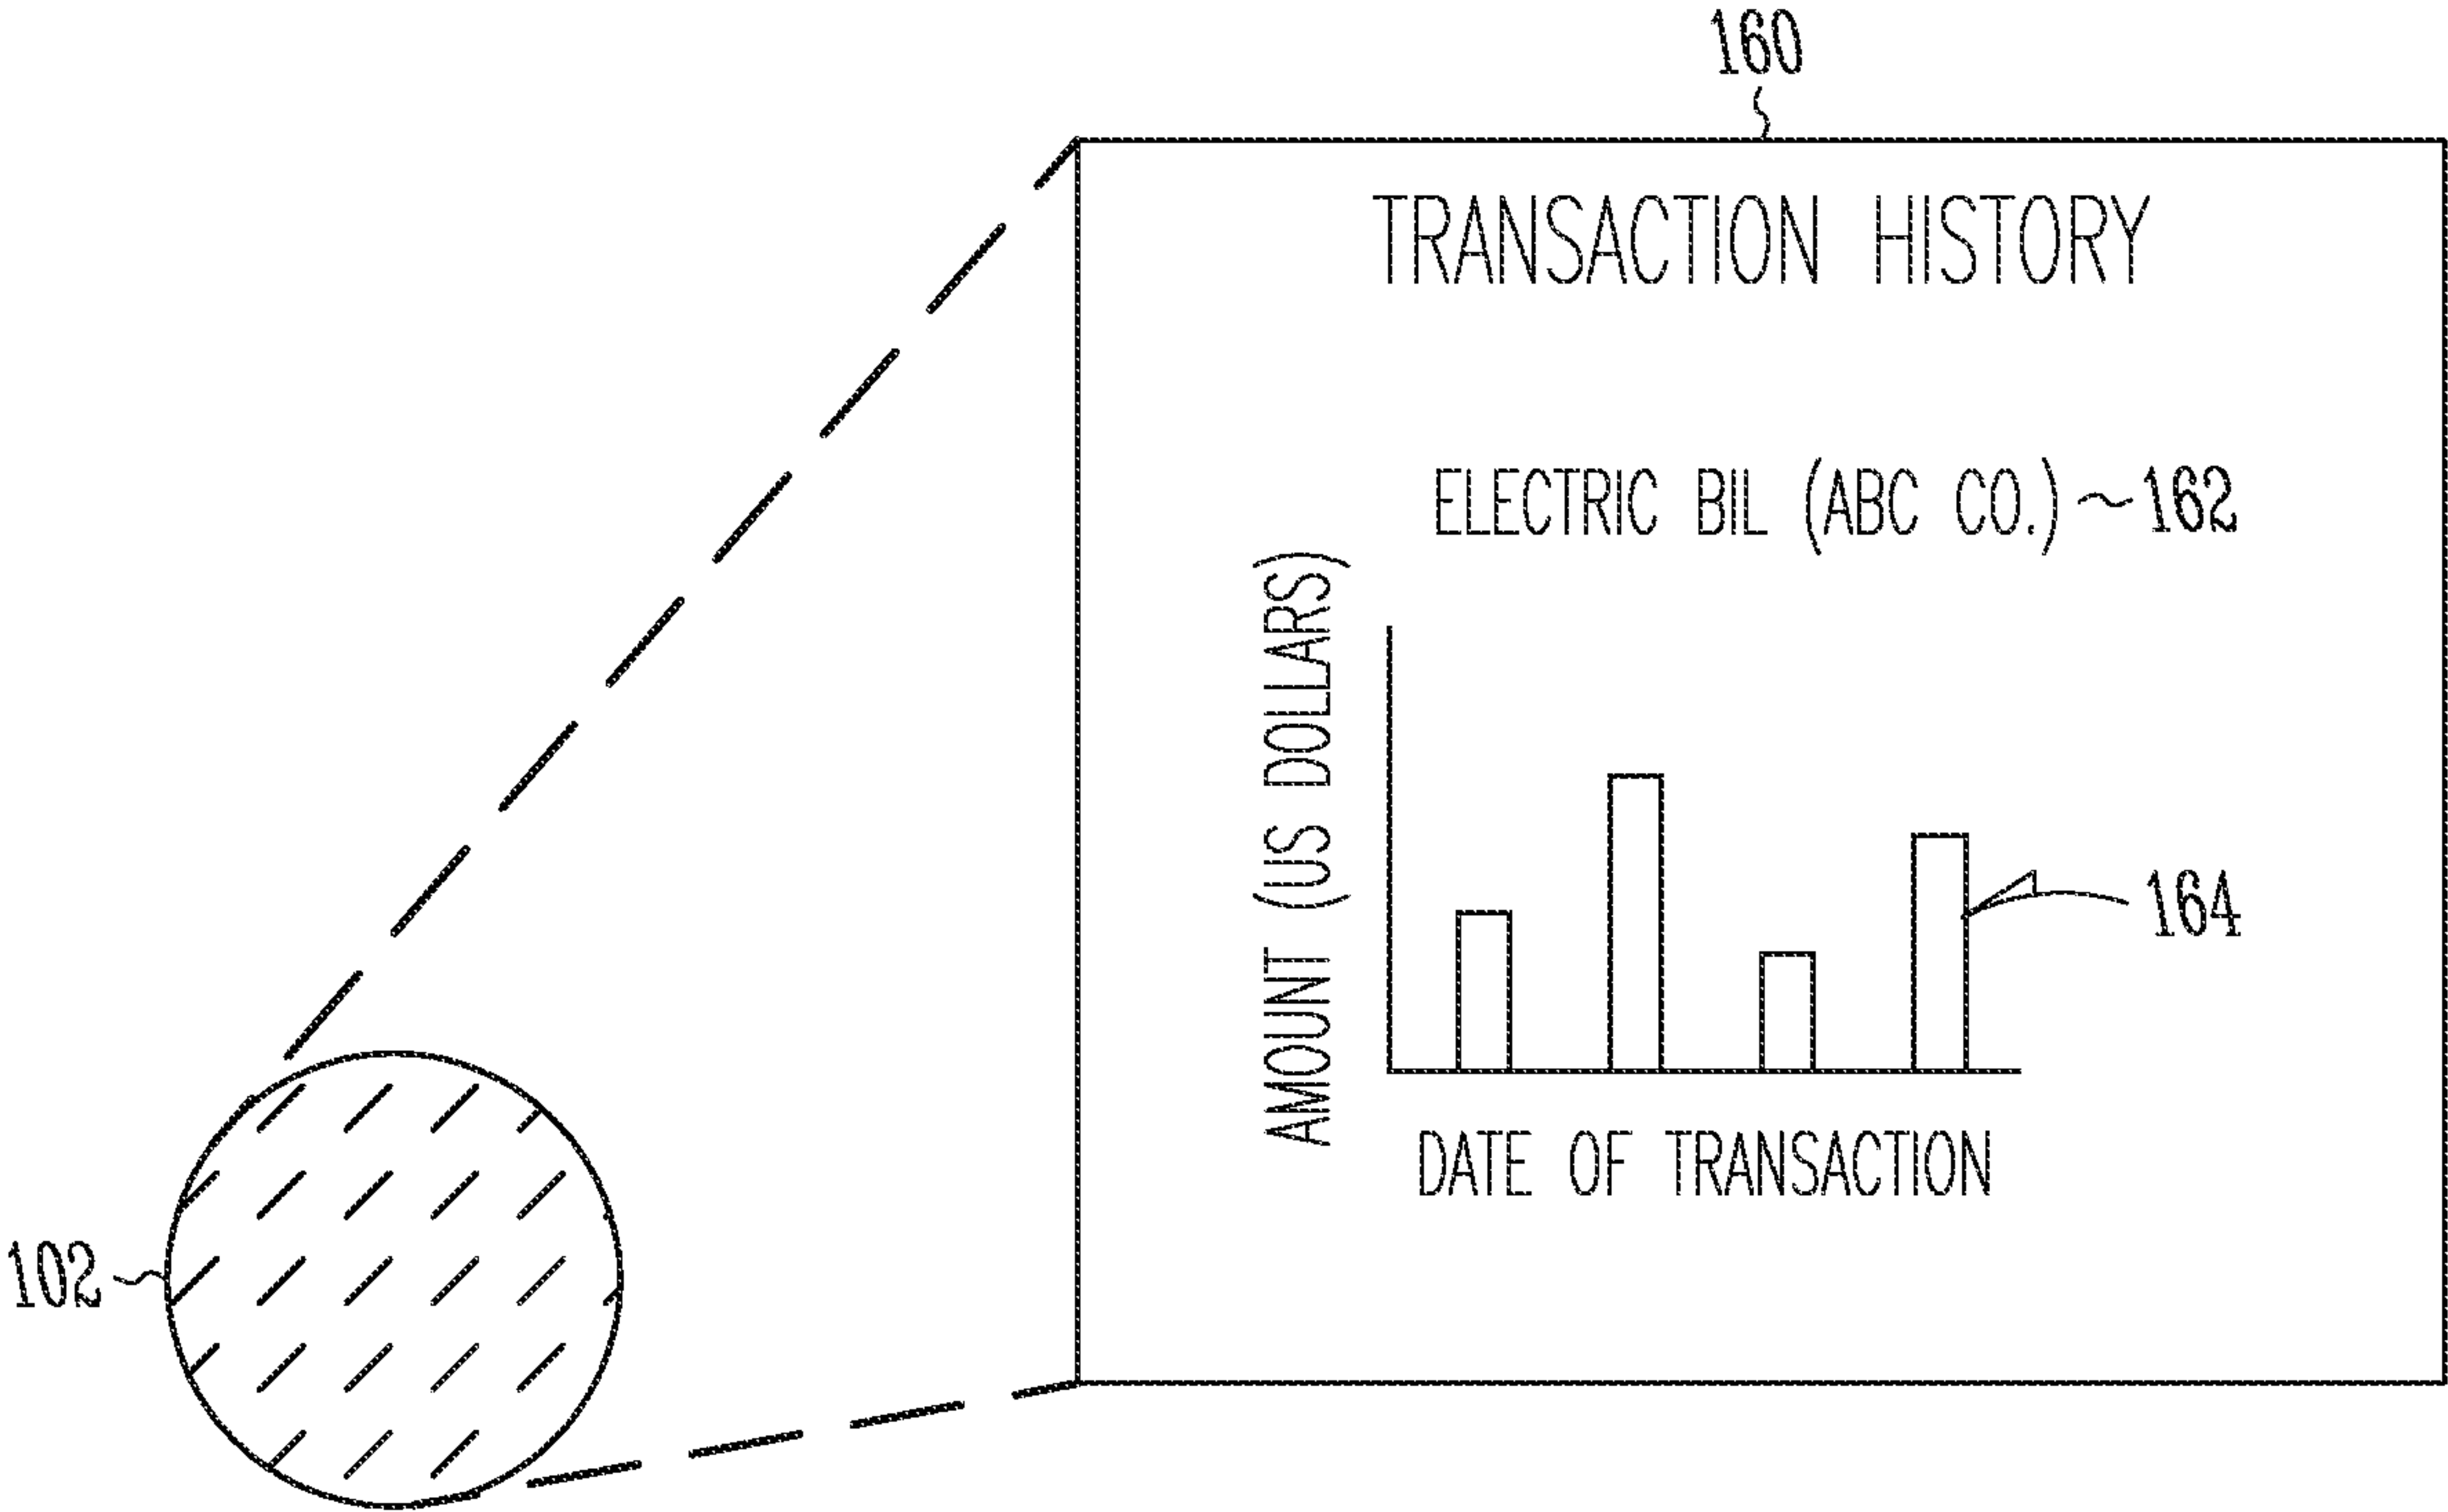 160
TRANSACTION HISTORY
ELECTRIC BIL (ABC CO.) ~162
AMOUNT (US DOLLARS)
164
DATE OF TRANSACTION
102